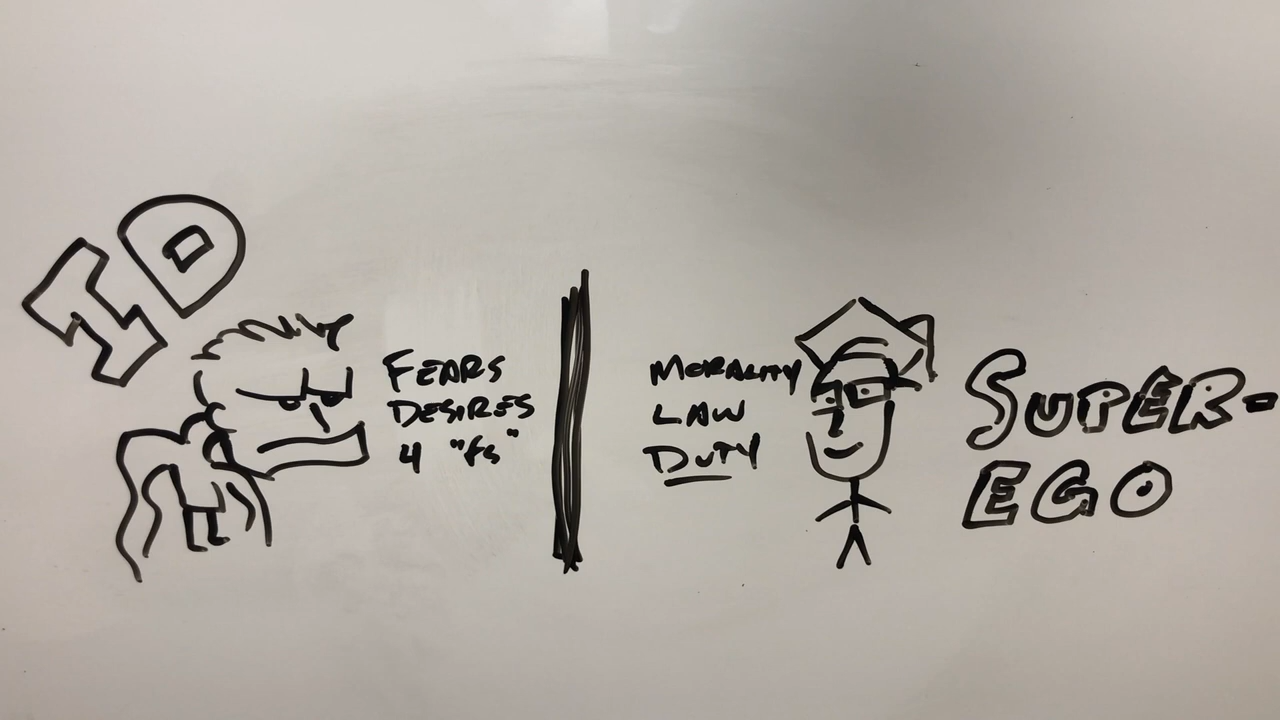 ID
FEARS
DESIRES
4 "fs"
MORALITY
LAW
DUTY
SUPER-
EGO